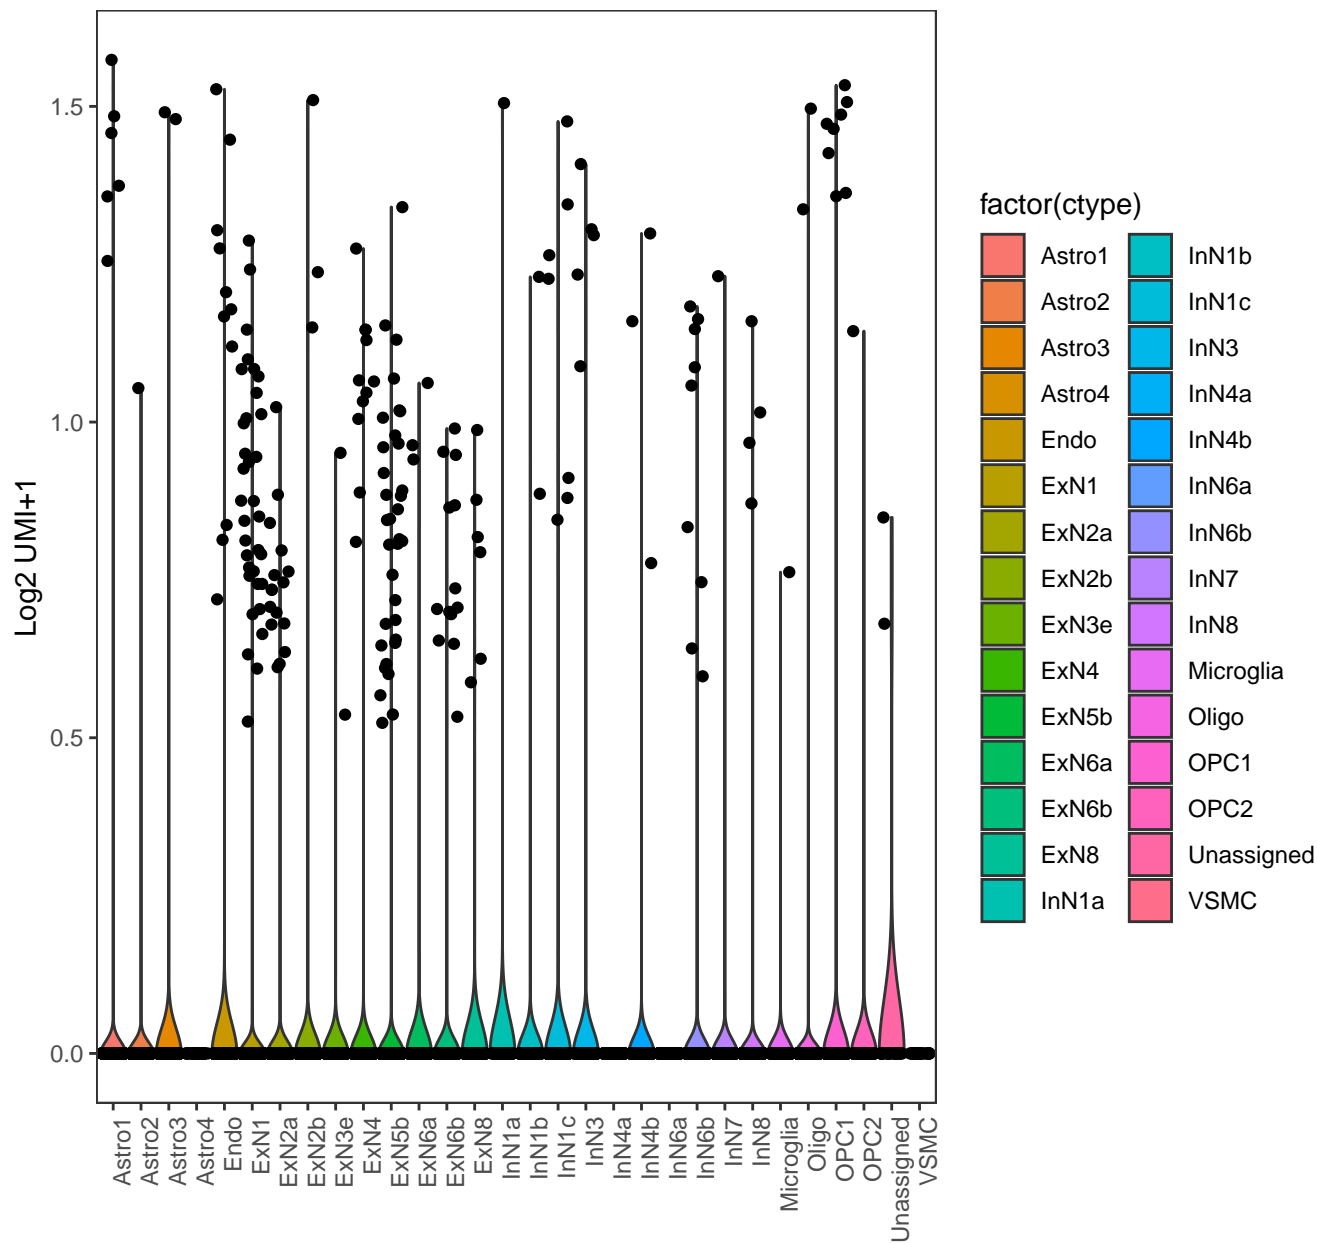 Log2 UMI+1
1.5
1.0
0.5
0.0
Astro1
Astro2
Astro3
Astro4
Endo
ExN1
ExN2a
ExN2b
ExN3e
ExN4
ExN5b
ExN6a
ExN6b
ExN8
InN1a
InN1b
InN1c
InN3
InN4a
InN4b
InN6a
InN6b
InN7
InN8
Microglia
Oligo
OPC1
OPC2
Unassigned
VSMC
factor(ctype)
Astro1
Astro2
Astro3
Astro4
Endo
ExN1
ExN2a
ExN2b
ExN3e
ExN4
ExN5b
ExN6a
ExN6b
ExN8
InN1a
InN1b
InN1c
InN3
InN4a
InN4b
InN6a
InN6b
InN7
InN8
Microglia
Oligo
OPC1
OPC2
Unassigned
VSMC